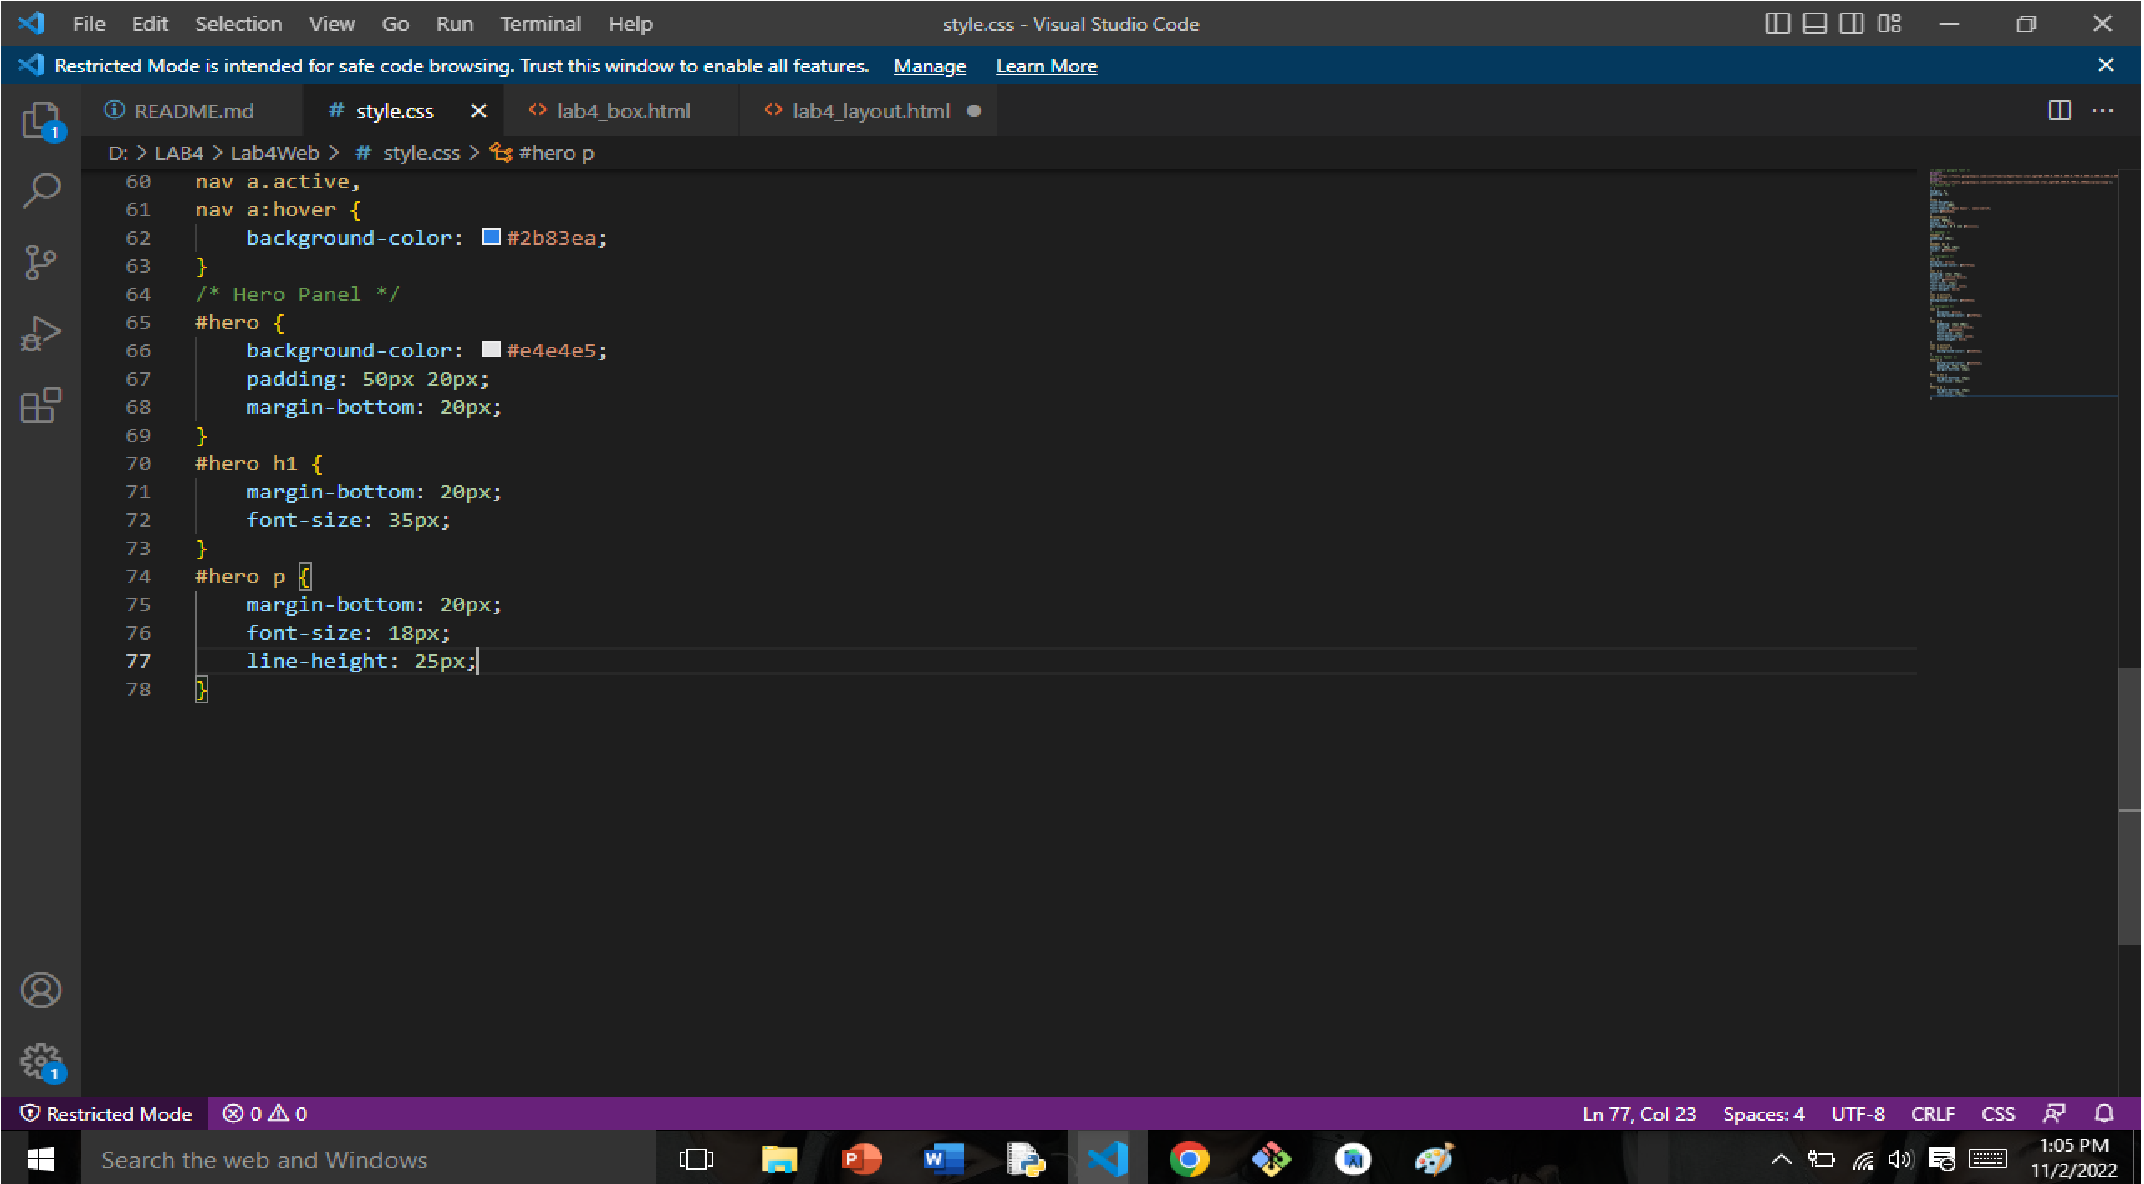 File Edit Selection View Go Run Terminal Help style.css - Visual Studio Code
Restricted Mode is intended for safe code browsing. Trust this window to enable all features. Manage Learn More
README.md # style.css <> lab4_box.html <> lab4_layout.html
D: > LAB4 > Lab4Web > # style.css > #hero p
60 nav a.active,
61 nav a:hover {
62 background-color: #2b83ea;
63 }
64 /* Hero Panel */
65 #hero {
66 background-color: #e4e4e5;
67 padding: 50px 20px;
68 margin-bottom: 20px;
69 }
70 #hero h1 {
71 margin-bottom: 20px;
72 font-size: 35px;
73 }
74 #hero p {
75 margin-bottom: 20px;
76 font-size: 18px;
77 line-height: 25px;
78 }
1
1
Restricted Mode 0 0 Ln 77, Col 23 Spaces: 4 UTF-8 CRLF CSS
Search the web and Windows
1:05 PM
11/2/2022